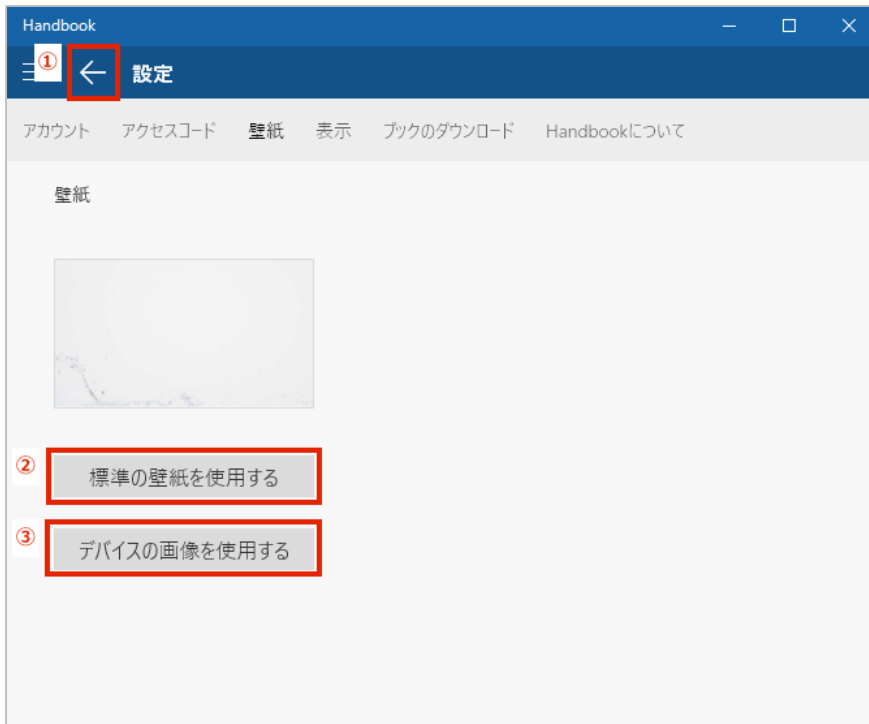 Handbook
① 設定
アカウント アクセスコード 壁紙 表示 ブックのダウンロード Handbookについて
壁紙
② 標準の壁紙を使用する
③ デバイスの画像を使用する